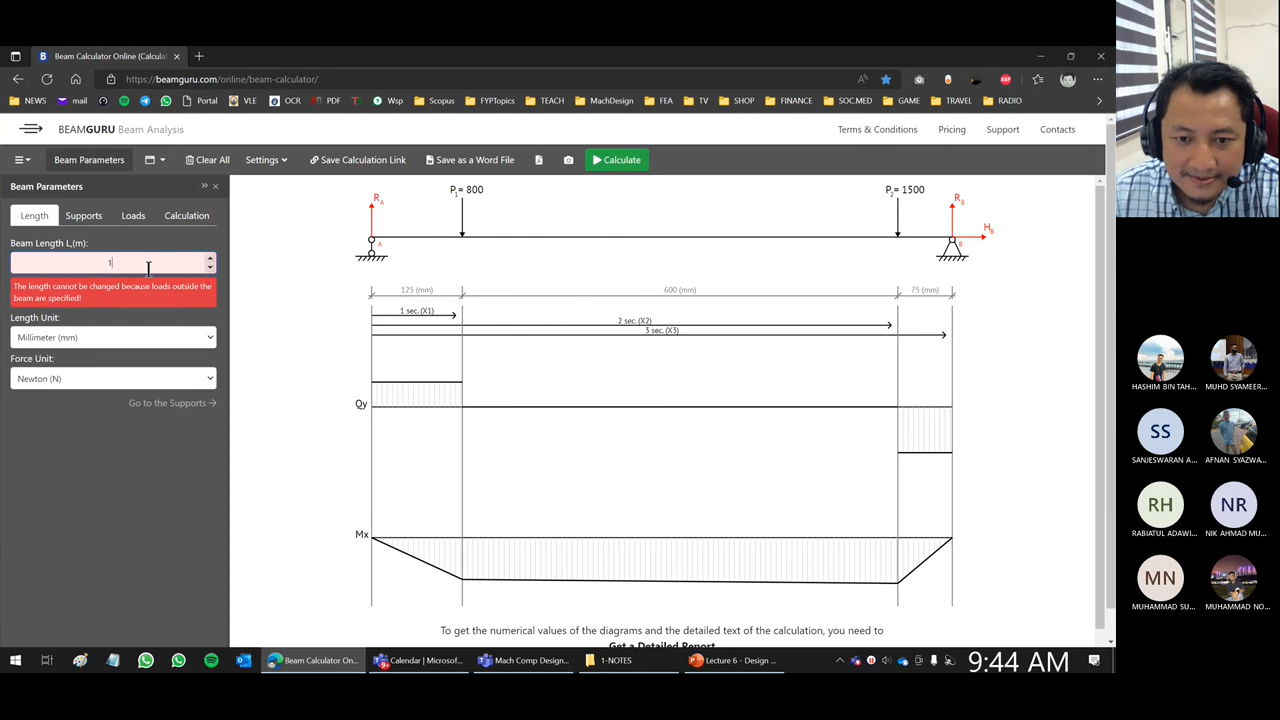 Beam Calculator Online (Calcula
https://beamguru.com/online/beam-calculator/
NEWS mail Portal VLE OCR PDF Wsp Scopus FYPTopics TEACH MachDesign FEA TV SHOP FINANCE SOC.MED GAME TRAVEL RADIO
BEAMGURU Beam Analysis
Terms & Conditions Pricing Support Contacts
Beam Parameters Clear All Settings Save Calculation Link Save as a Word File Calculate
Beam Parameters
Length Supports Loads Calculation
Beam Length L,(m):
1
The length cannot be changed because loads outside the
beam are specified!
Length Unit:
Millimeter (mm)
Force Unit:
Newton (N)
Go to the Supports
P1= 800
P2= 1500
RA
RB
HB
A
B
125 (mm)
600 (mm)
75 (mm)
1 sec. (X1)
2 sec. (X2)
3 sec. (X3)
Qy
Mx
To get the numerical values of the diagrams and the detailed text of the calculation, you need to
Get a Detailed Report
HASHIM BIN TAH...
MUHD SYAMEER...
SS
SANJESWARAN A...
AFNAN SYAZWA...
RH
RABIATUL ADAWI...
NR
NIK AHMAD MU...
MN
MUHAMMAD SU...
MUHAMMAD NO...
Beam Calculator On...
Calendar | Microsof...
Mach Comp Design...
1-NOTES
Lecture 6 - Design ...
9:44 AM